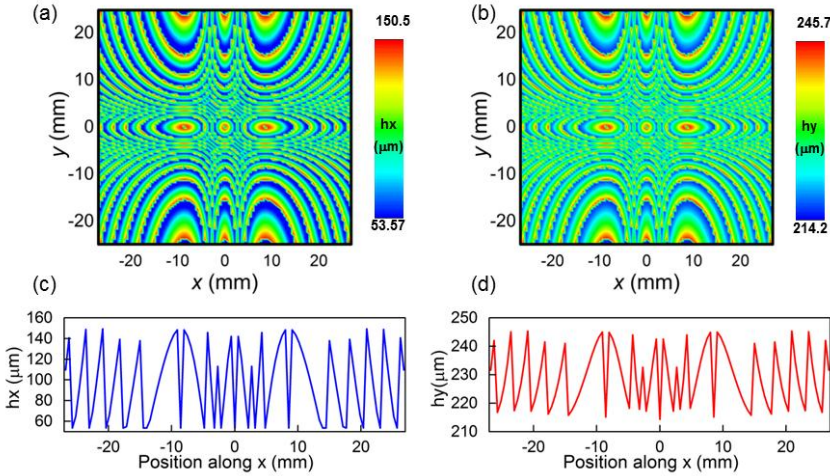 (a)
150.5
20
10
0
-10
-20
y (mm)
hx
(μm)
53.57
-20 -10 0 10 20
x (mm)
(b)
245.7
20
10
0
-10
-20
y (mm)
hy
(μm)
214.2
-20 -10 0 10 20
x (mm)
(c)
160
140
120
100
80
60
hx (μm)
-20 -10 0 10 20
Position along x (mm)
(d)
250
240
230
220
210
hy(μm)
-20 -10 0 10 20
Position along x (mm)